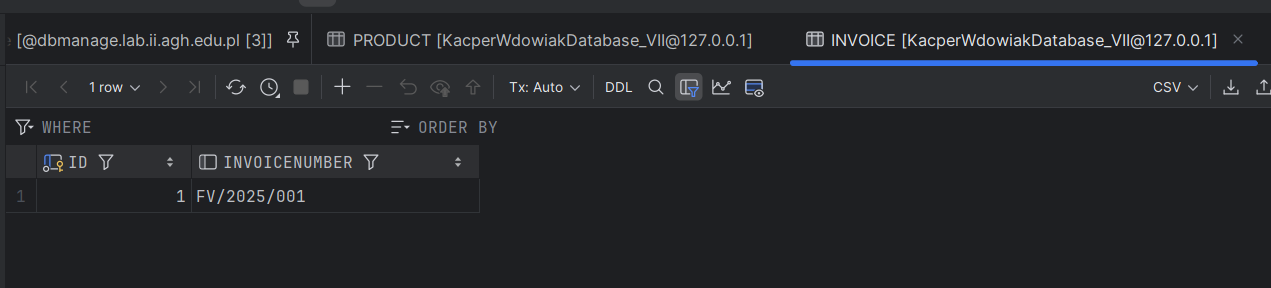 [@dbmanage.lab.ii.agh.edu.pl [3]] PRODUCT [KacperWdowiakDatabase_VII@127.0.0.1] INVOICE [KacperWdowiakDatabase_VII@127.0.0.1]
1 row Tx: Auto DDL CSV
WHERE ORDER BY
ID INVOICENUMBER
1 1 FV/2025/001